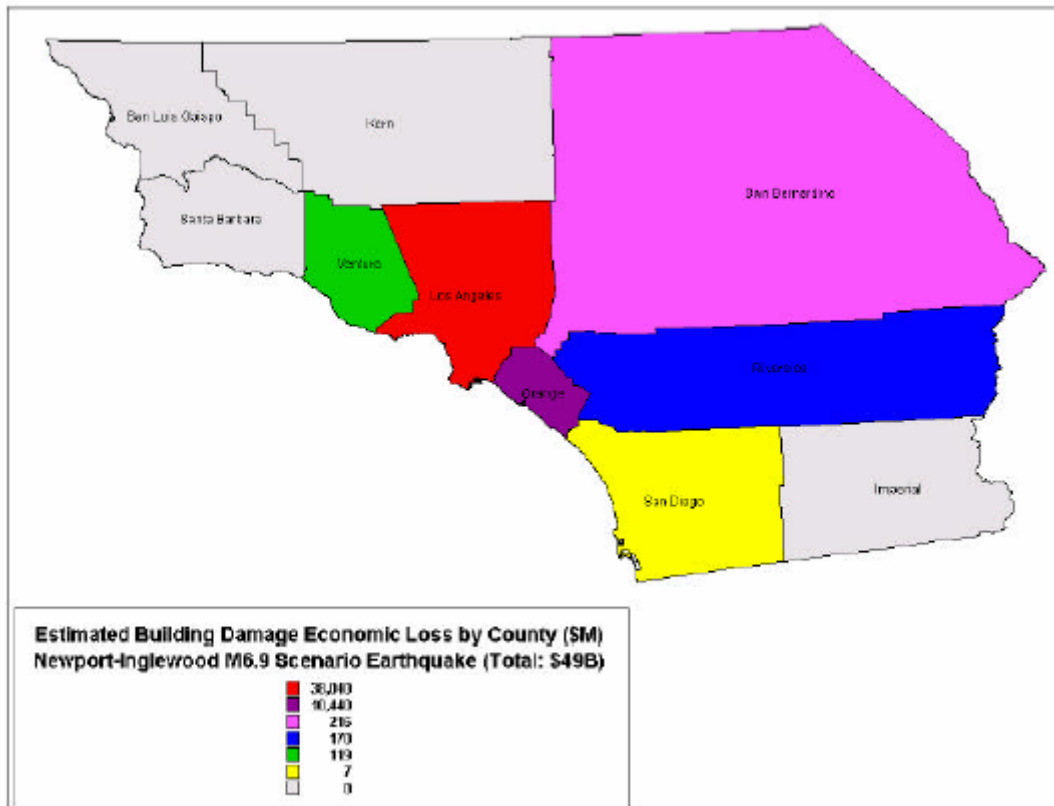 San Luis Obispo
Kern
San Bernardino
Santa Barbara
Ventura
Los Angeles
Riverside
Orange
San Diego
Imperial
Estimated Building Damage Economic Loss by County ($M)
Newport-Inglewood M6.9 Scenario Earthquake (Total: $49B)
38,040
10,440
216
170
119
7
0